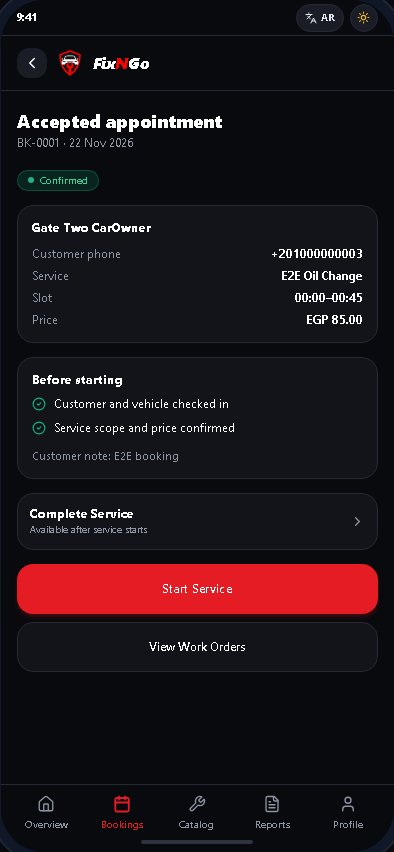 9:41
AR
FixNGo
Accepted appointment
BK-0001 · 22 Nov 2026
Confirmed
Gate Two CarOwner
Customer phone +201000000003
Service E2E Oil Change
Slot 00:00–00:45
Price EGP 85.00
Before starting
Customer and vehicle checked in
Service scope and price confirmed
Customer note: E2E booking
Complete Service
Available after service starts
Start Service
View Work Orders
Overview Bookings Catalog Reports Profile